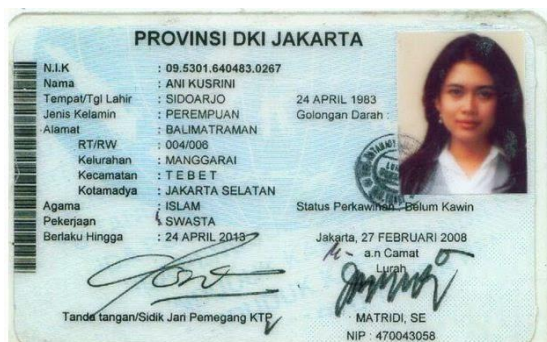 PROVINSI DKI JAKARTA
N.I.K : 09.5301.640483.0267
Nama : ANI KUSRINI
Tempat/Tgl Lahir : SIDOARJO 24 APRIL 1983
Jenis Kelamin : PEREMPUAN Golongan Darah :
Alamat : BALIMATRAMAN
RT/RW : 004/006
Kelurahan : MANGGARAI
Kecamatan : T E B E T
Kotamadya : JAKARTA SELATAN
Agama : ISLAM Status Perkawinan : Belum Kawin
Pekerjaan : SWASTA
Berlaku Hingga : 24 APRIL 2013 Jakarta, 27 FEBRUARI 2008
a.n Camat
Lurah
Tanda tangan/Sidik Jari Pemegang KTP MATRIDI, SE
NIP : 470043058